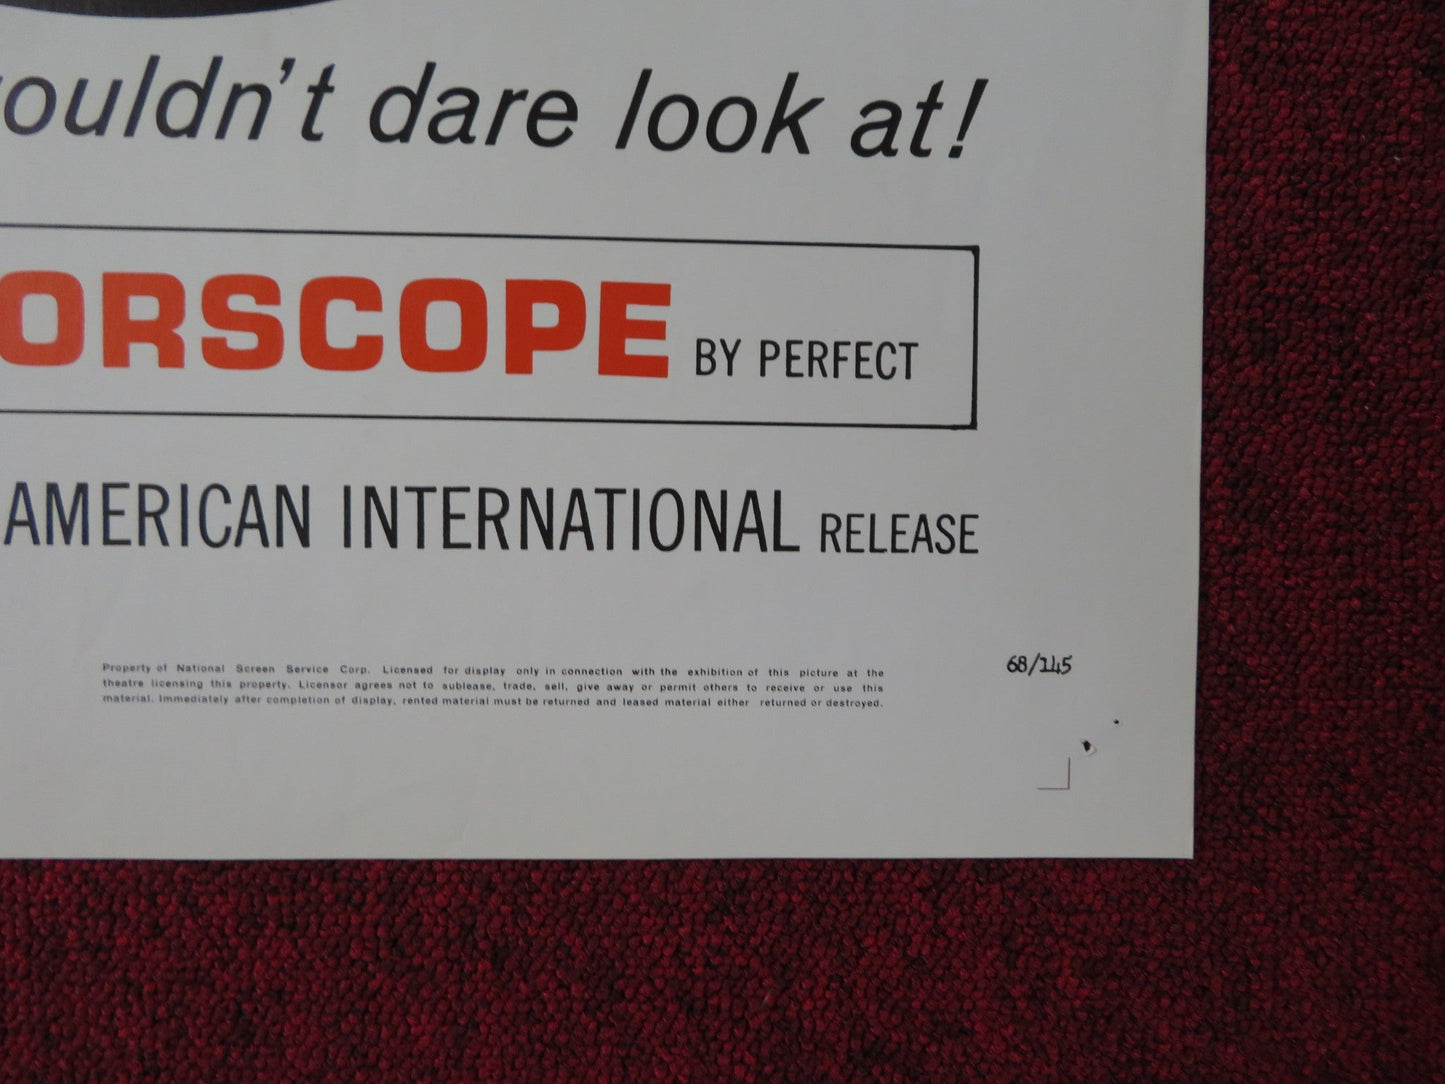 ouldn't dare look at!
ORSCOPE BY PERFECT
AMERICAN INTERNATIONAL RELEASE
Property of National Screen Service Corp. Licensed for display only in connection with the exhibition of this picture at the
theatre licensing this property. Licensor agrees not to sublease, trade, sell, give away or permit others to receive or use this
material. Immediately after completion of display, rented material must be returned and leased material either returned or destroyed.
68/145